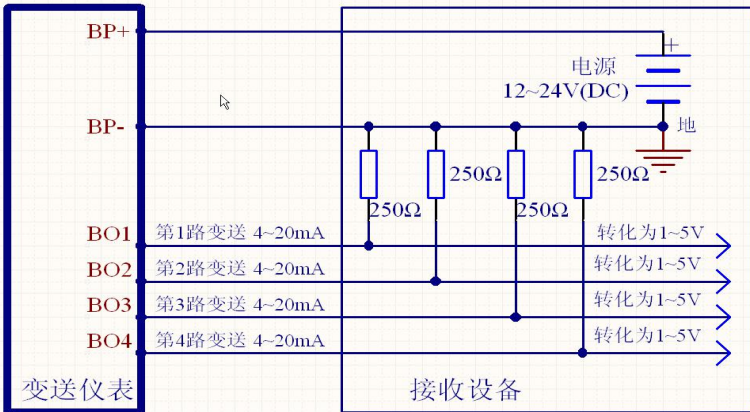 BP+
+
电源
12~24V(DC)
BP-
地
250Ω
250Ω
250Ω
250Ω
BO1 第1路变送 4~20mA 转化为1~5V
BO2 第2路变送 4~20mA 转化为1~5V
BO3 第3路变送 4~20mA 转化为1~5V
BO4 第4路变送 4~20mA 转化为1~5V
变送仪表 接收设备